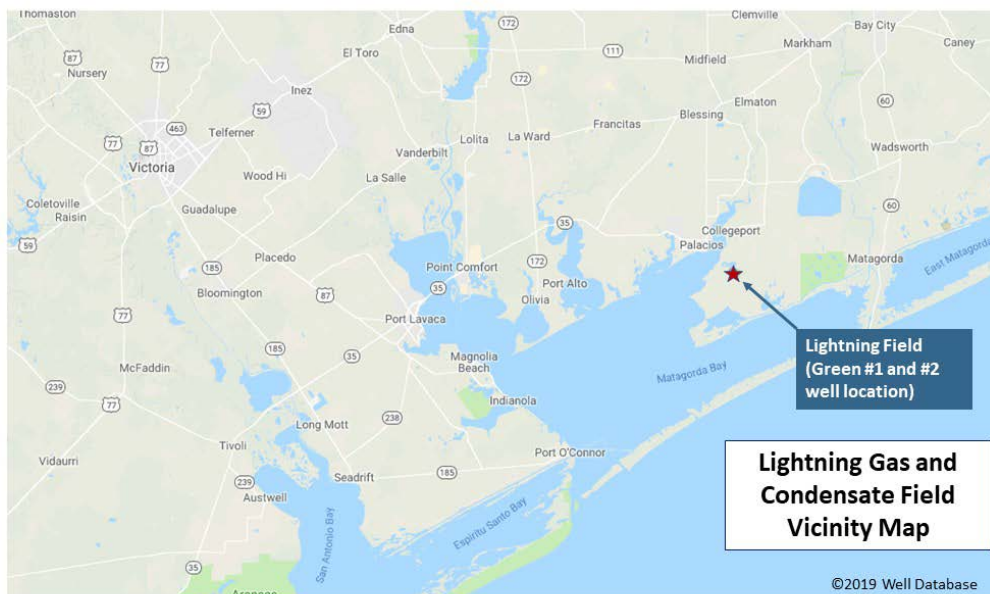 Thomaston
77
87
Nursery
77
Edna
172
El Toro
Clemville
60
Bay City
Markham
Caney
111
Midfield
172
Inez
59
Elmaton
60
Blessing
463
Telferner
77
87
Victoria
Lolita
La Ward
Francitas
Wadsworth
Vanderbilt
Wood Hi
La Salle
Coletoville
Raisin
Guadalupe
59
35
60
Collegeport
Palacios
185
Placedo
Point Comfort
172
Matagorda
East Matagorda
Bloomington
87
35
Port Alto
Olivia
77
Port Lavaca
185
35
McFaddin
Magnolia
Beach
Matagorda Bay
Lightning Field
(Green #1 and #2
well location)
239
77
Indianola
238
Long Mott
Tivoli
Port O'Connor
Vidaurri
Seadrift
185
239
Austwell
Espiritu Santo Bay
San Antonio Bay
35
Lightning Gas and
Condensate Field
Vicinity Map
©2019 Well Database